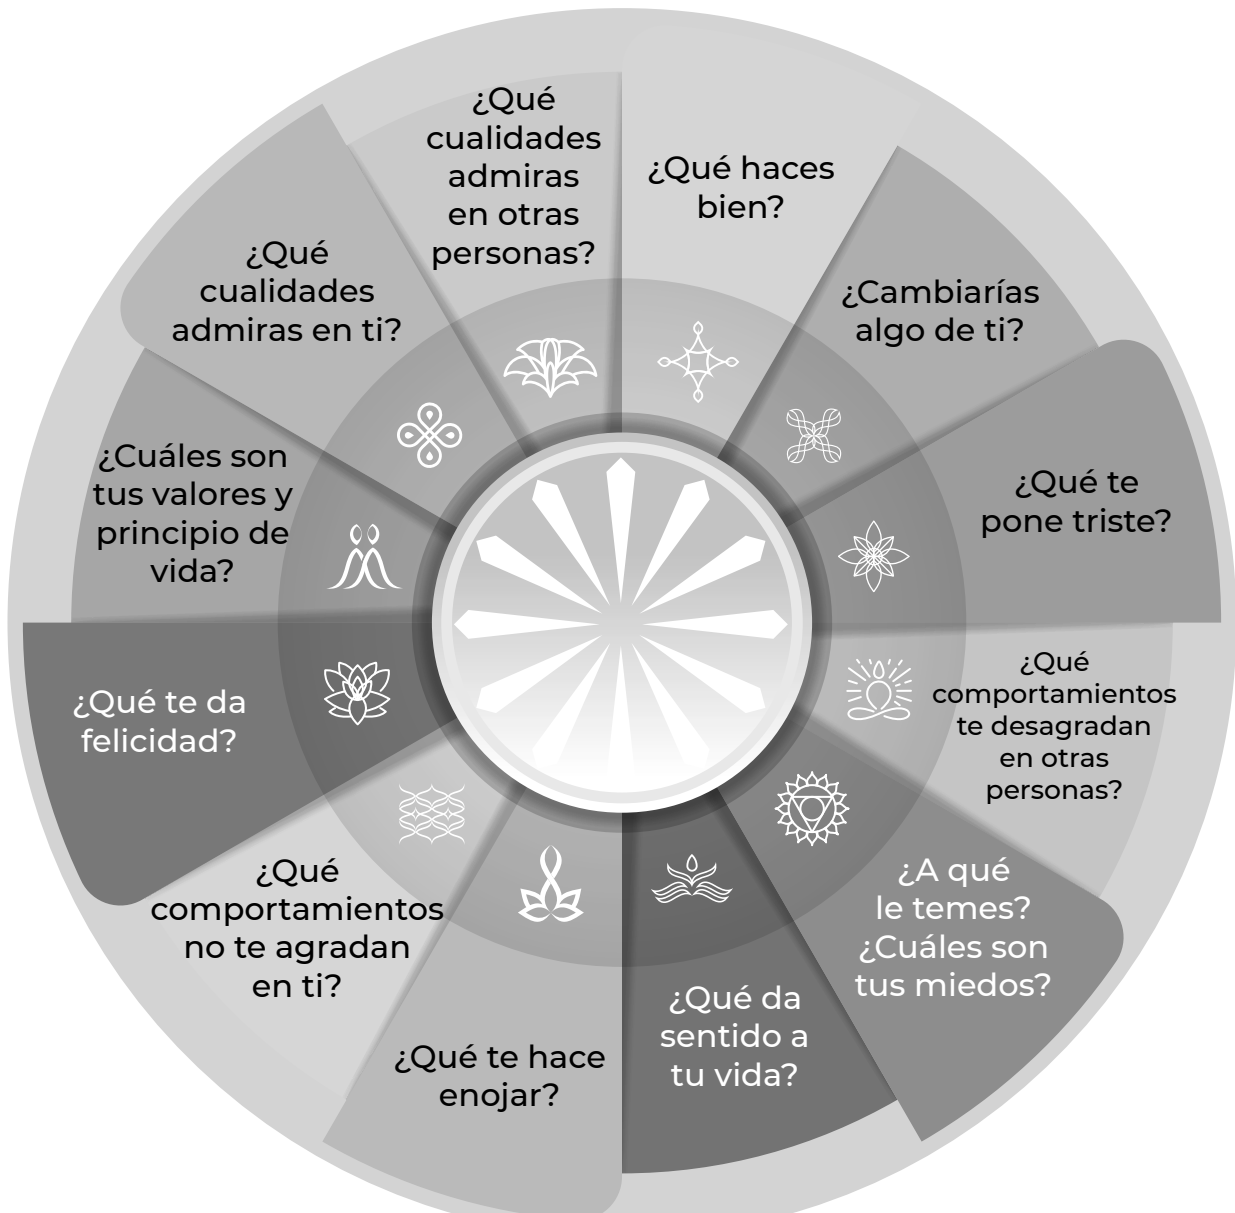 ¿Qué
cualidades
admiras
en otras
personas?
¿Qué haces
bien?
¿Cambiarías
algo de ti?
¿Qué te
pone triste?
¿Qué
comportamientos
te desagradan
en otras
personas?
¿A qué
le temes?
¿Cuáles son
tus miedos?
¿Qué da
sentido a
tu vida?
¿Qué te hace
enojar?
¿Qué
comportamientos
no te agradan
en ti?
¿Qué te da
felicidad?
¿Cuáles son
tus valores y
principio de
vida?
¿Qué
cualidades
admiras en ti?